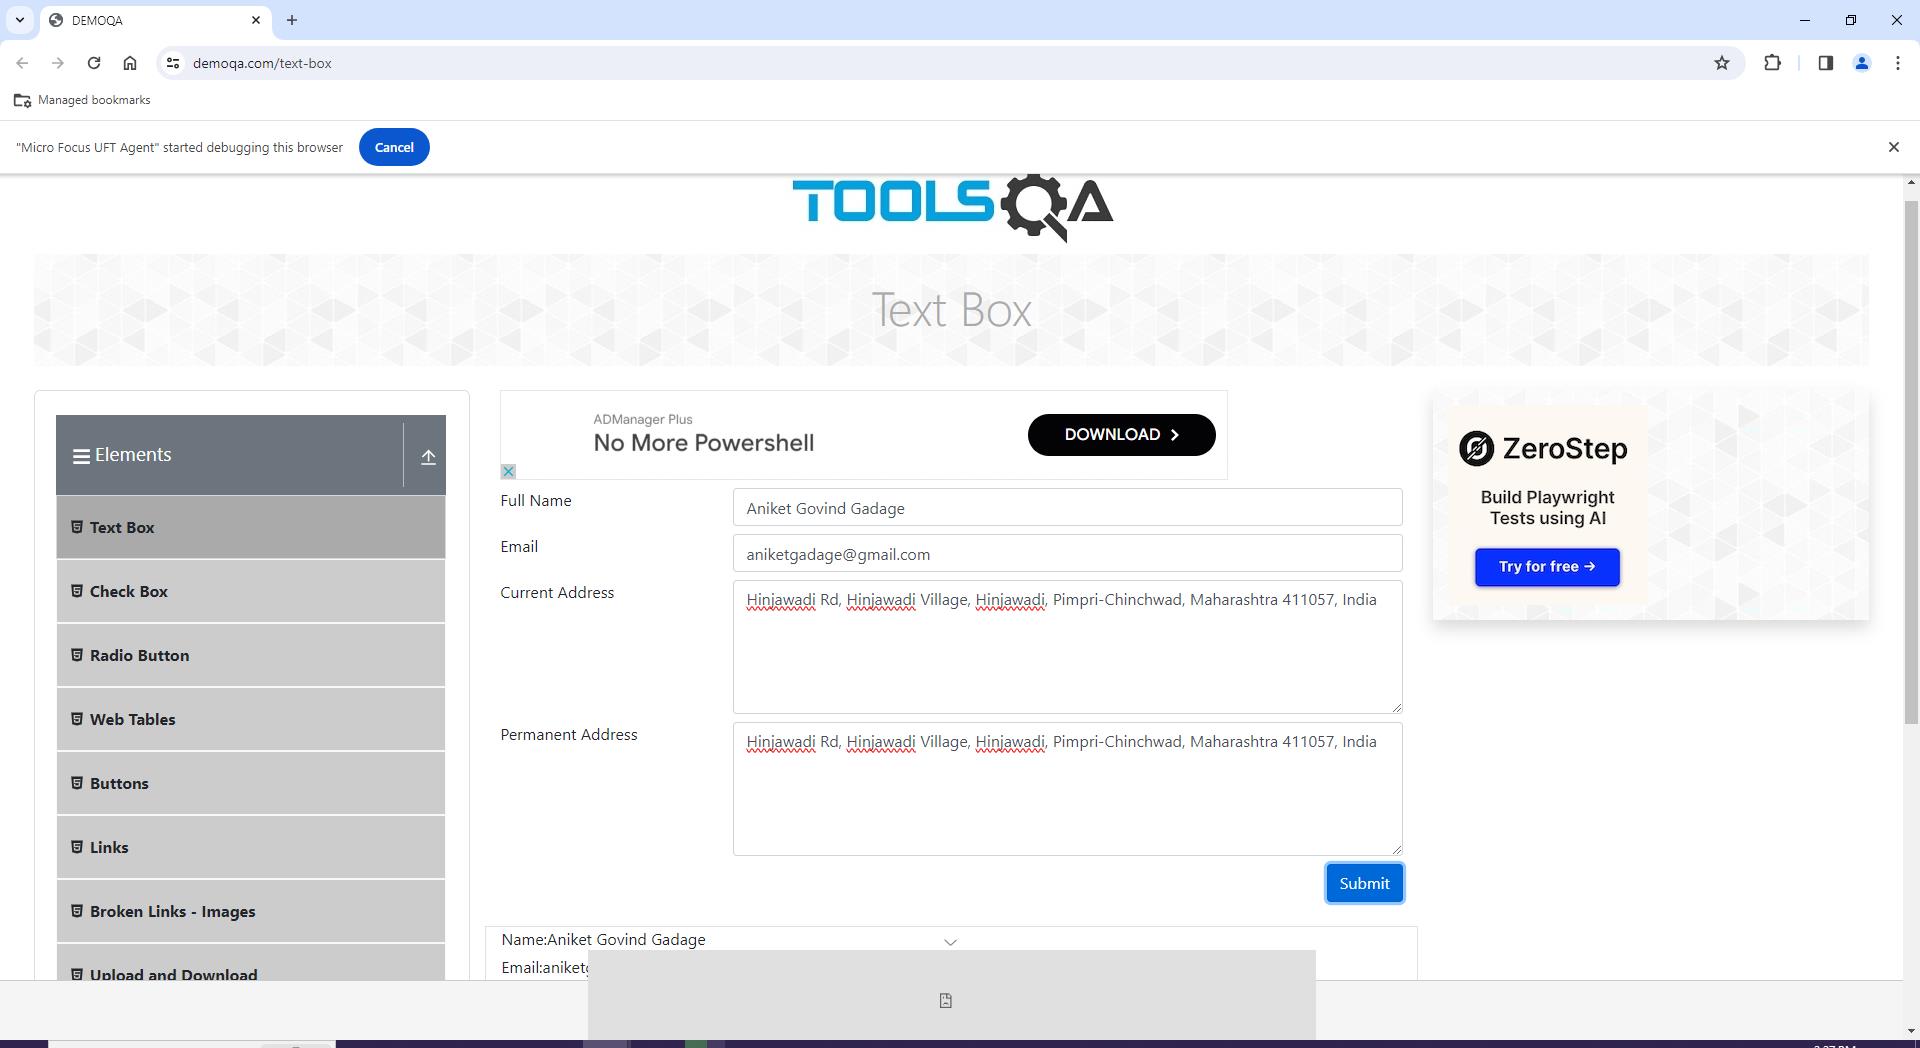 DEMOQA
demoqa.com/text-box
Managed bookmarks
"Micro Focus UFT Agent" started debugging this browser
Cancel
TOOLSQA
Text Box
Elements
Text Box
Check Box
Radio Button
Web Tables
Buttons
Links
Broken Links - Images
Upload and Download
ADManager Plus
No More Powershell
DOWNLOAD
Full Name
Aniket Govind Gadage
Email
aniketgadage@gmail.com
Current Address
Hinjawadi Rd, Hinjawadi Village, Hinjawadi, Pimpri-Chinchwad, Maharashtra 411057, India
Permanent Address
Hinjawadi Rd, Hinjawadi Village, Hinjawadi, Pimpri-Chinchwad, Maharashtra 411057, India
Submit
Name:Aniket Govind Gadage
Email:aniket
ZeroStep
Build Playwright
Tests using AI
Try for free →